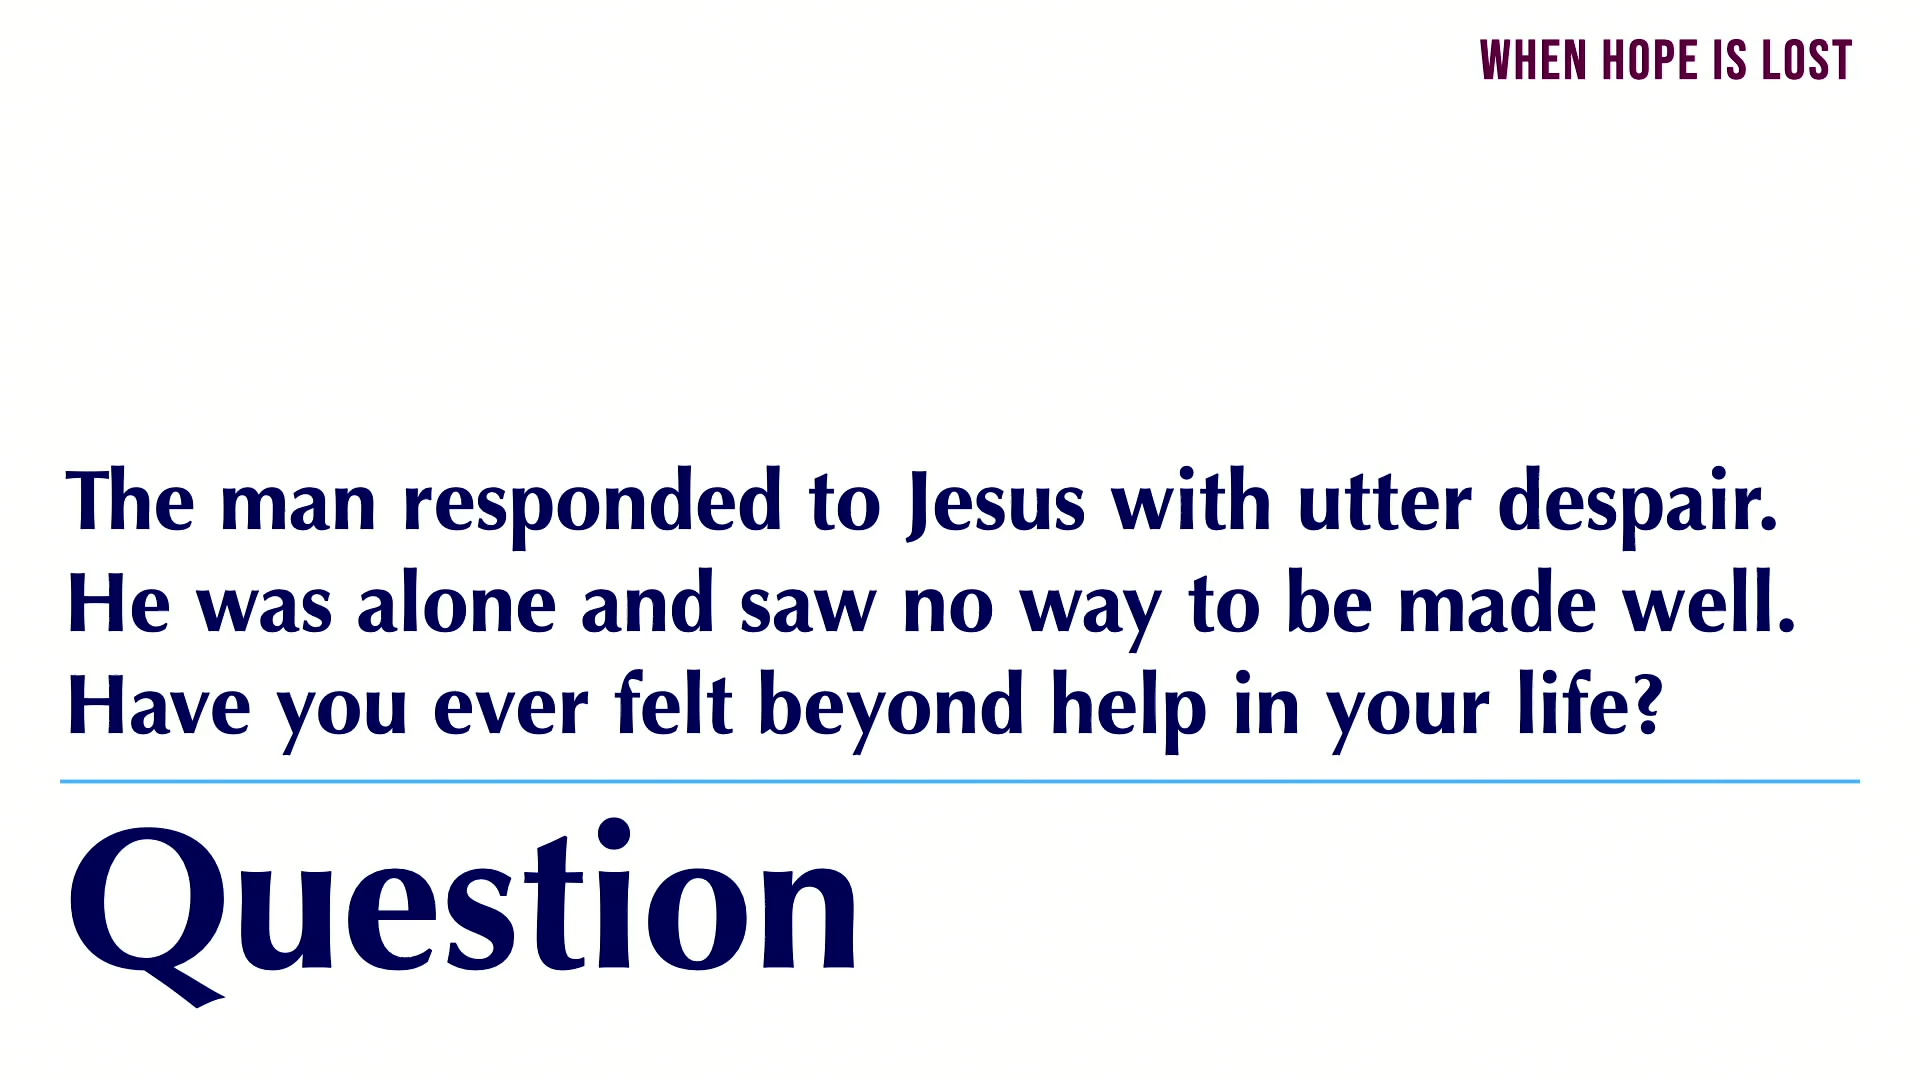 WHEN HOPE IS LOST
The man responded to Jesus with utter despair.
He was alone and saw no way to be made well.
Have you ever felt beyond help in your life?
Question